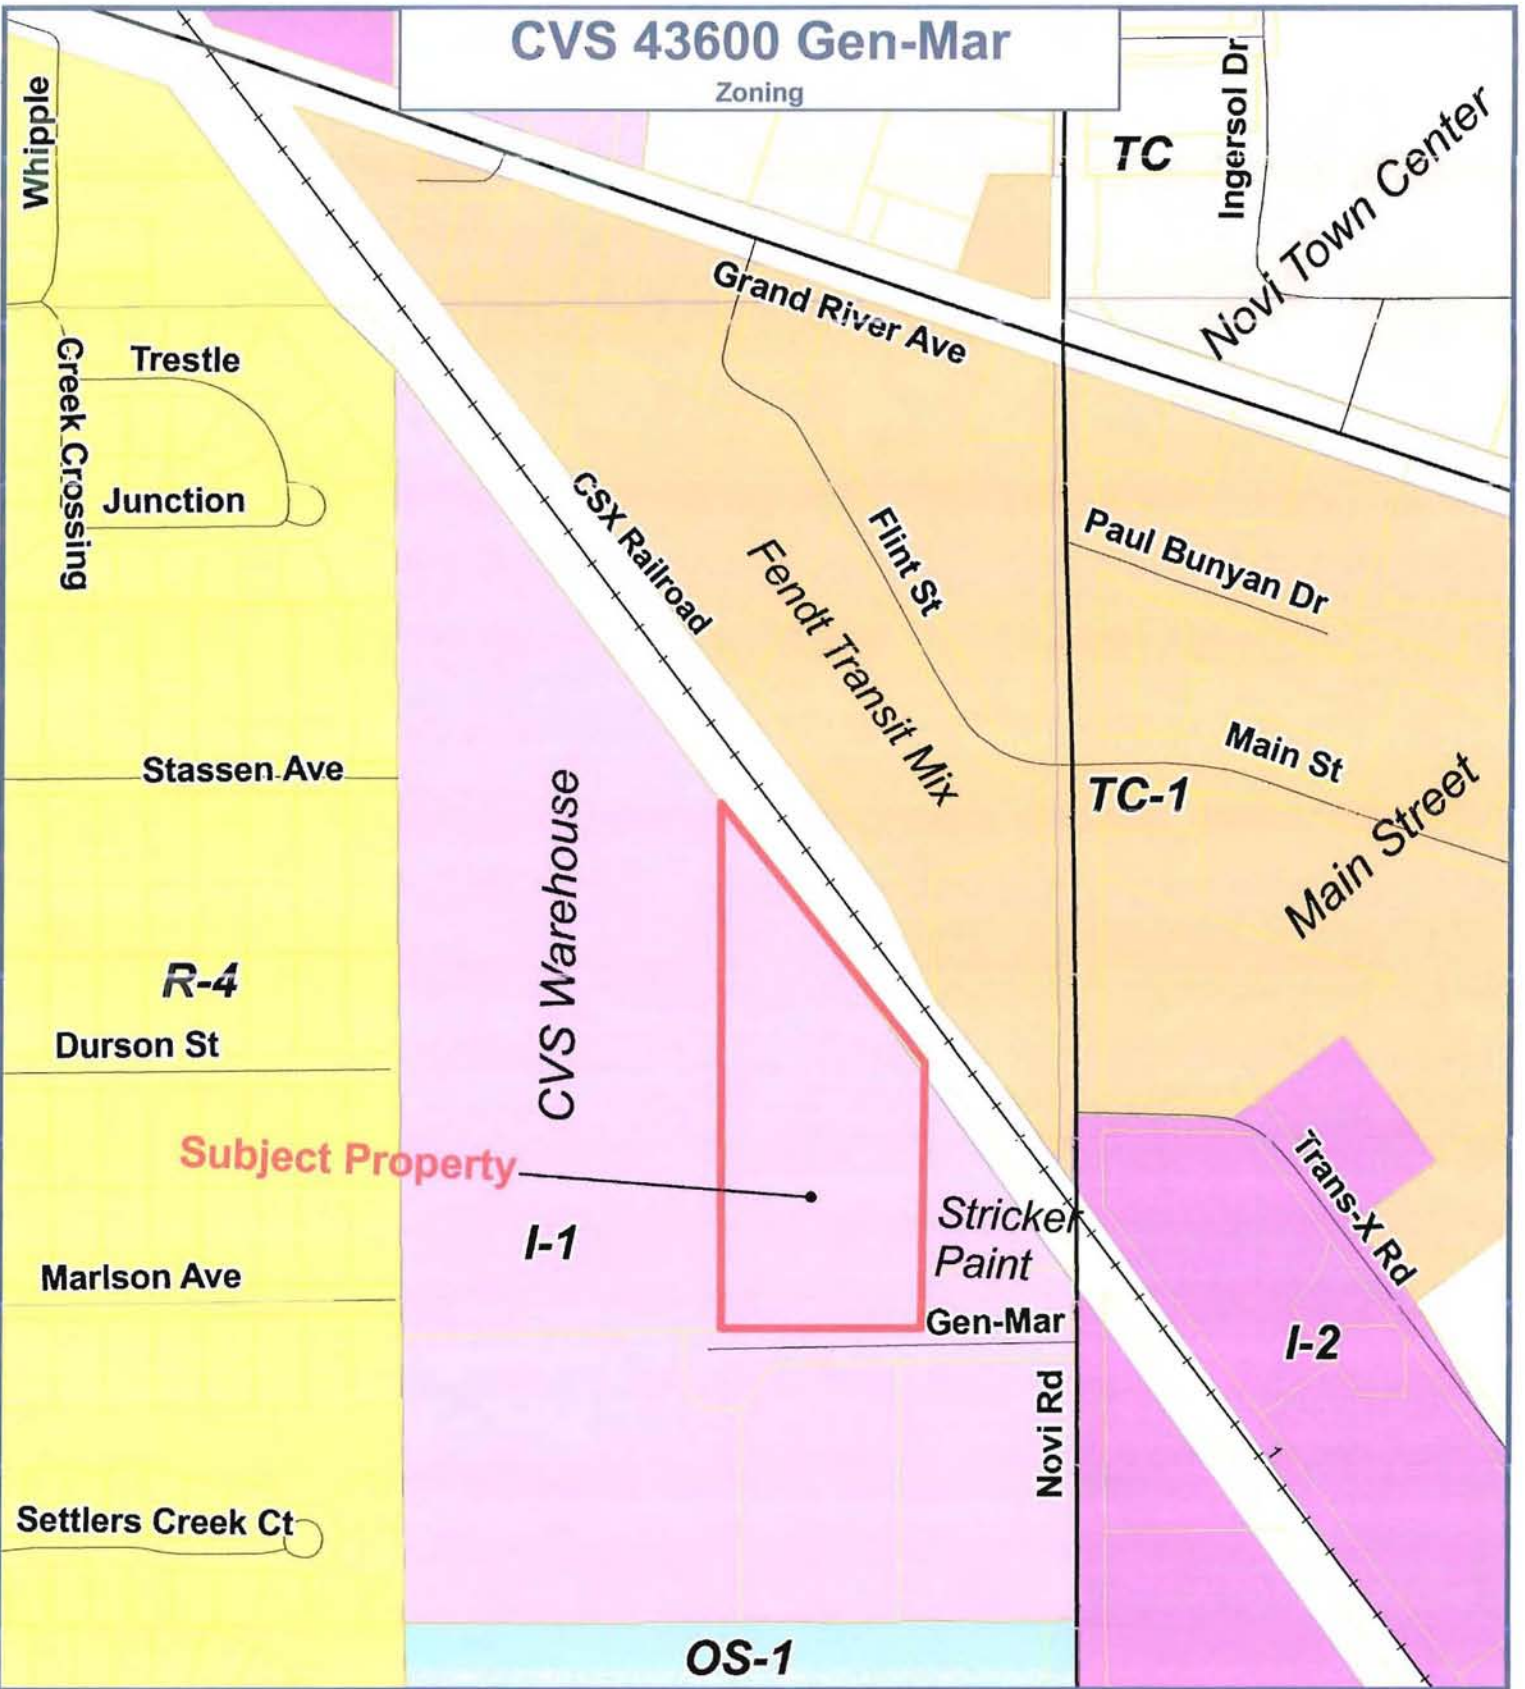 CVS 43600 Gen-Mar
Zoning
Whipple
TC
Ingersol Dr
Novi Town Center
Grand River Ave
Trestle
Creek Crossing
Junction
CSX Railroad
Fendt Transit Mix
Flint St
Paul Bunyan Dr
Stassen Ave
CVS Warehouse
TC-1
Main St
Main Street
R-4
Durson St
Subject Property
I-1
Stricker
Paint
Trans-X Rd
Marlson Ave
Gen-Mar
I-2
Novi Rd
Settlers Creek Ct
OS-1